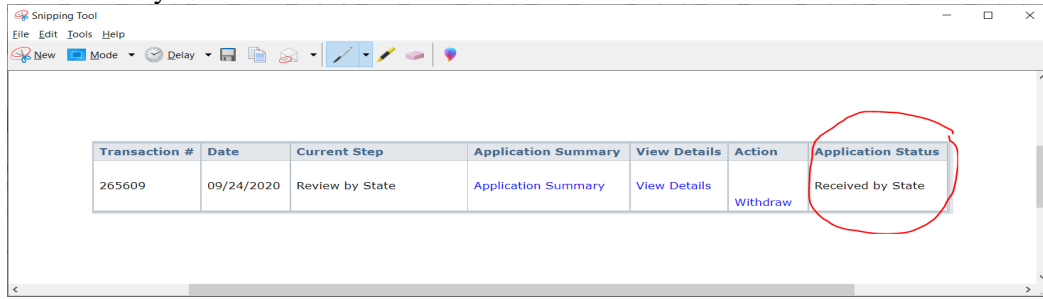 Snipping Tool
File Edit Tools Help
New Mode Delay
Transaction # Date Current Step Application Summary View Details Action Application Status
265609 09/24/2020 Review by State Application Summary View Details Received by State
Withdraw